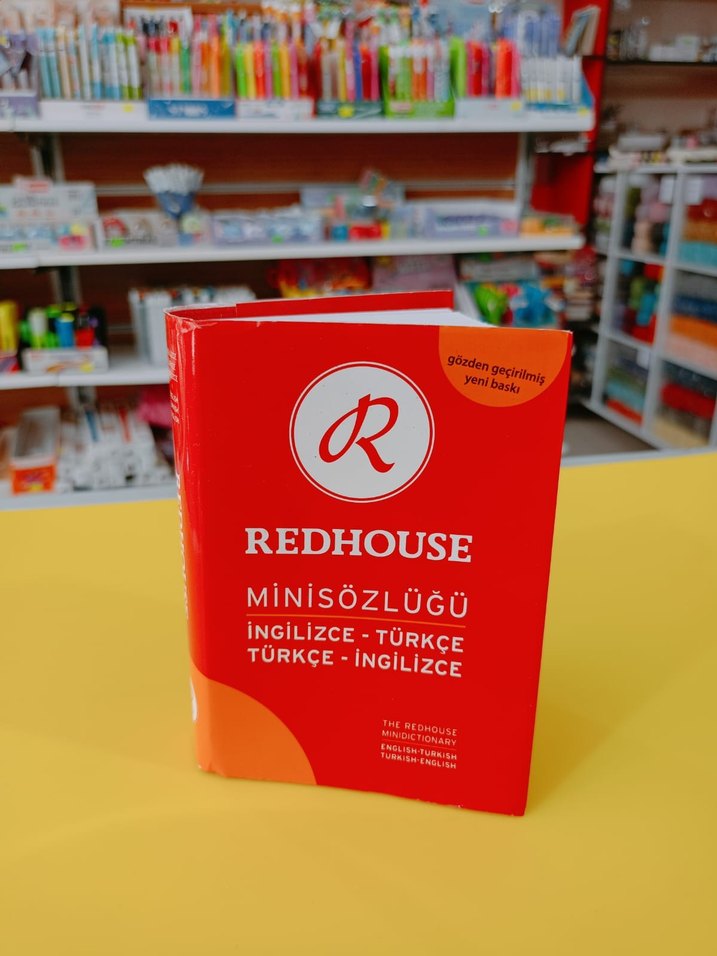 gözden geçirilmiş
yeni baskı
R
REDHOUSE
MİNİSÖZLÜĞÜ
İNGİLİZCE - TÜRKÇE
TÜRKÇE - İNGİLİZCE
THE REDHOUSE
MINIDICTIONARY
ENGLISH-TURKISH
TURKISH-ENGLISH